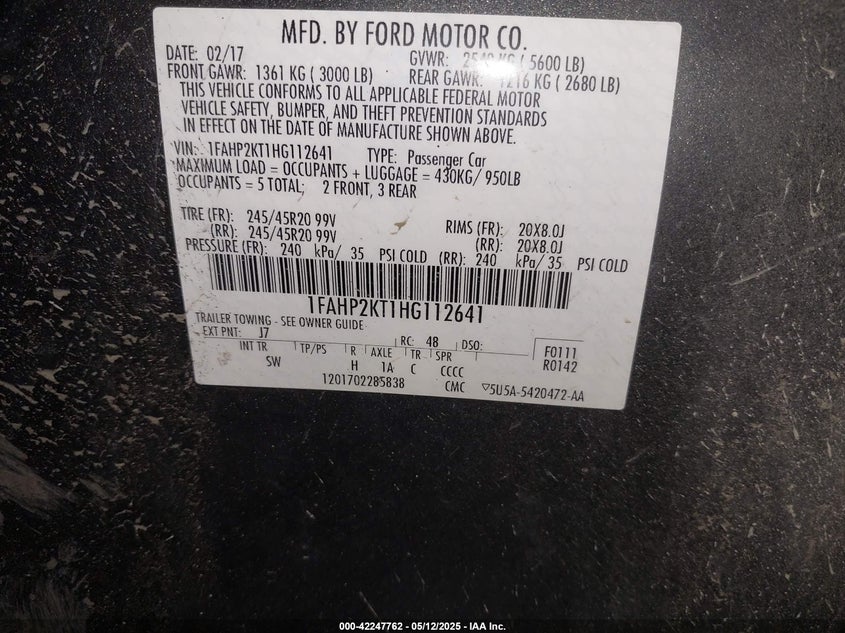 MFD. BY FORD MOTOR CO.
DATE: 02/17 GVWR: 2540 KG ( 5600 LB)
FRONT GAWR: 1361 KG ( 3000 LB) REAR GAWR: 1216 KG ( 2680 LB)
THIS VEHICLE CONFORMS TO ALL APPLICABLE FEDERAL MOTOR
VEHICLE SAFETY, BUMPER, AND THEFT PREVENTION STANDARDS
IN EFFECT ON THE DATE OF MANUFACTURE SHOWN ABOVE.
VIN: 1FAHP2KT1HG112641 TYPE: Passenger Car
MAXIMUM LOAD = OCCUPANTS + LUGGAGE = 430KG/ 950LB
OCCUPANTS = 5 TOTAL; 2 FRONT, 3 REAR
TIRE (FR): 245/45R20 99V RIMS (FR): 20X8.0J
(RR): 245/45R20 99V (RR): 20X8.0J
PRESSURE (FR): 240 kPa/ 35 PSI COLD (RR): 240 kPa/ 35 PSI COLD
1FAHP2KT1HG112641
TRAILER TOWING - SEE OWNER GUIDE
EXT PNT: J7 RC: 48 DSO: F0111
INT TR TP/PS R AXLE TR SPR R0142
SW H 1A C CCCC
1201702285838 CMC ▽5U5A-5420472-AA
000-42247762 - 05/12/2025 - IAA Inc.